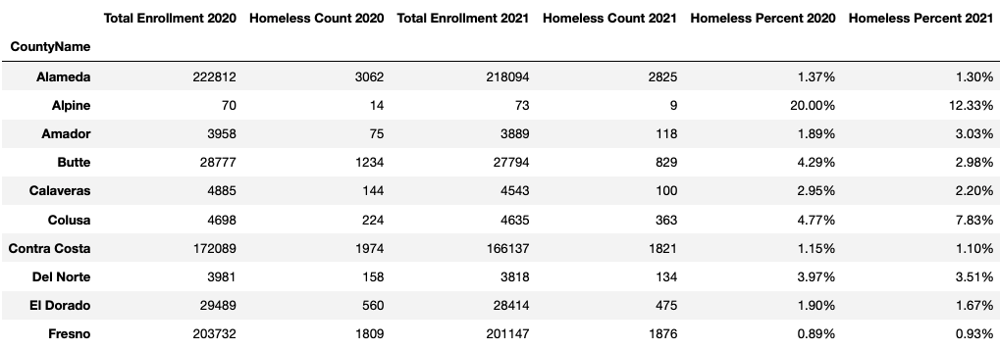 Total Enrollment 2020 Homeless Count 2020 Total Enrollment 2021 Homeless Count 2021 Homeless Percent 2020 Homeless Percent 2021
CountyName
Alameda 222812 3062 218094 2825 1.37% 1.30%
Alpine 70 14 73 9 20.00% 12.33%
Amador 3958 75 3889 118 1.89% 3.03%
Butte 28777 1234 27794 829 4.29% 2.98%
Calaveras 4885 144 4543 100 2.95% 2.20%
Colusa 4698 224 4635 363 4.77% 7.83%
Contra Costa 172089 1974 166137 1821 1.15% 1.10%
Del Norte 3981 158 3818 134 3.97% 3.51%
El Dorado 29489 560 28414 475 1.90% 1.67%
Fresno 203732 1809 201147 1876 0.89% 0.93%